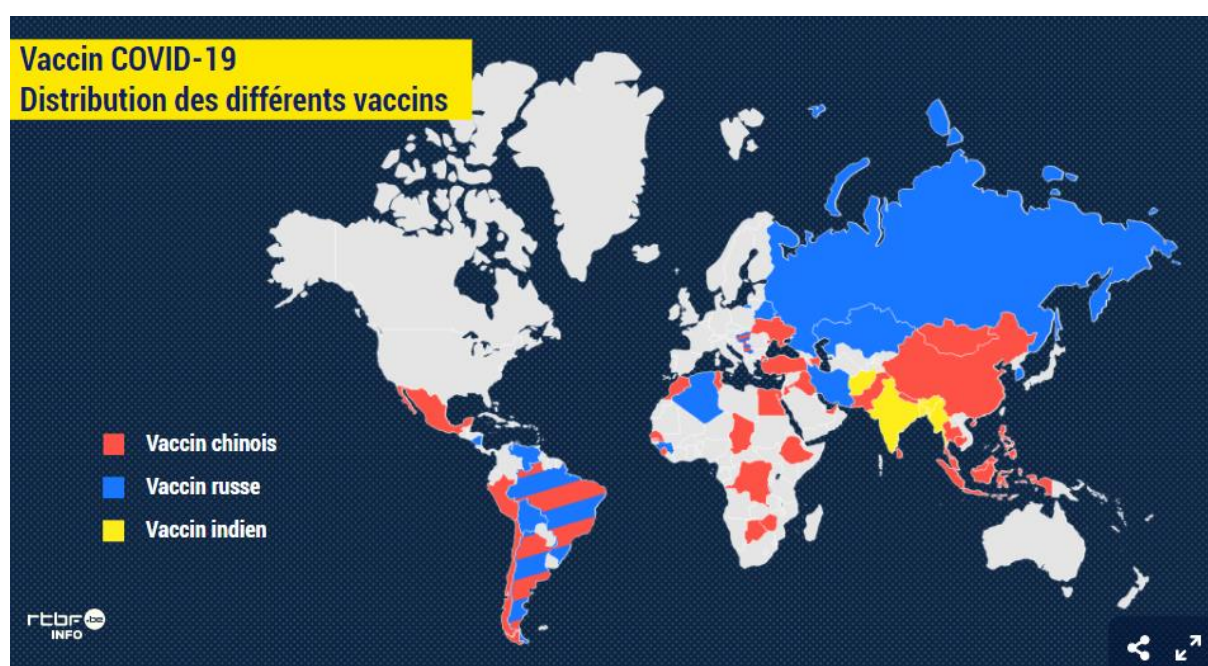 Vaccin COVID-19
Distribution des différents vaccins
Vaccin chinois
Vaccin russe
Vaccin indien
rtbf.be
INFO